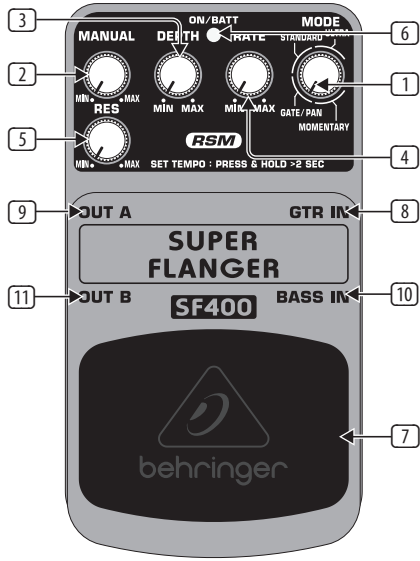 3
ON/BATT
6
MODE
MANUAL
DEPTH
RATE
STANDARD
ULTRA
2
1
MIN
MAX
MIN
MAX
MIN
MAX
RES
GATE/PAN
MOMENTARY
5
RSM
4
MIN
MAX
SET TEMPO : PRESS & HOLD >2 SEC
9
OUT A
GTR IN
8
SUPER
FLANGER
11
OUT B
SF400
BASS IN
10
7
behringer